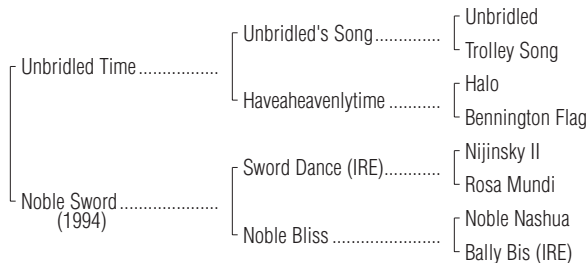 Unbridled
Unbridled's Song..............
Trolley Song
Unbridled Time.................
Halo
Haveaheavenlytime ...........
Bennington Flag
Nijinsky II
Sword Dance (IRE)............
Rosa Mundi
Noble Sword.....................
(1994)
Noble Nashua
Noble Bliss .......................
Bally Bis (IRE)